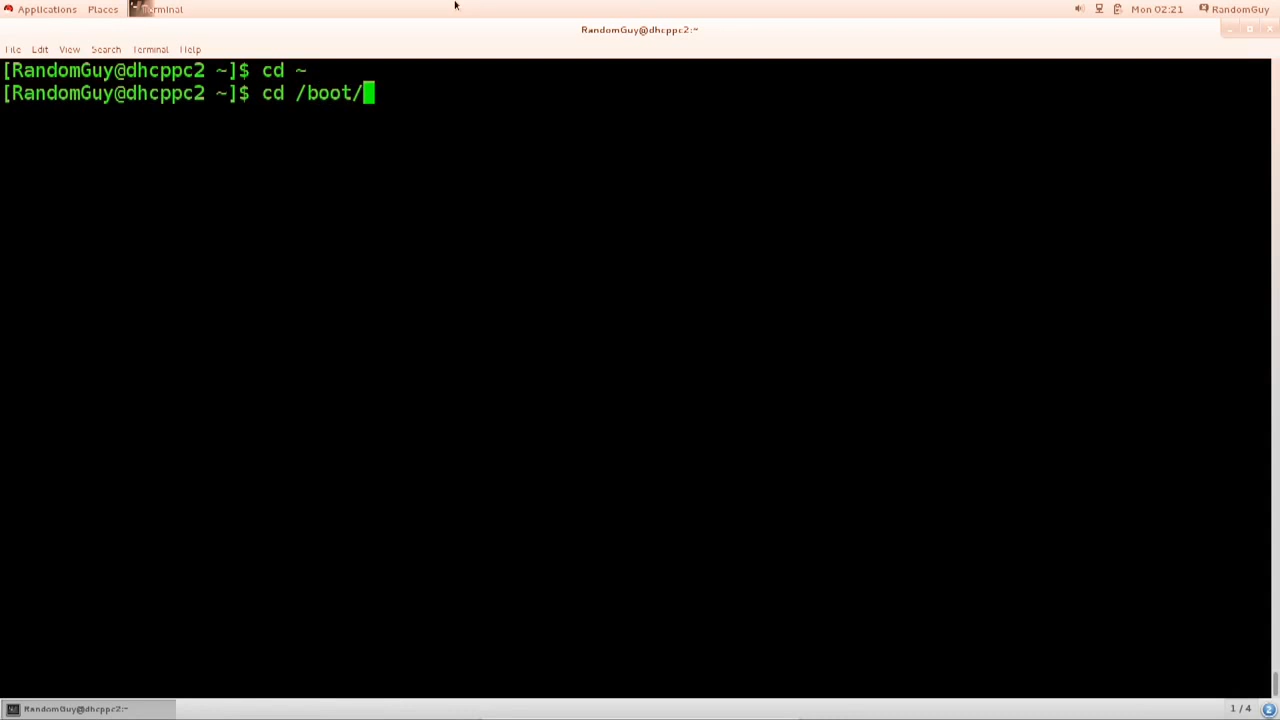 Applications Places Terminal Mon 02:21 RandomGuy
RandomGuy@dhcppc2:~
File Edit View Search Terminal Help
[RandomGuy@dhcppc2 ~]$ cd ~
[RandomGuy@dhcppc2 ~]$ cd /boot/
RandomGuy@dhcppc2:~ 1 / 4 2